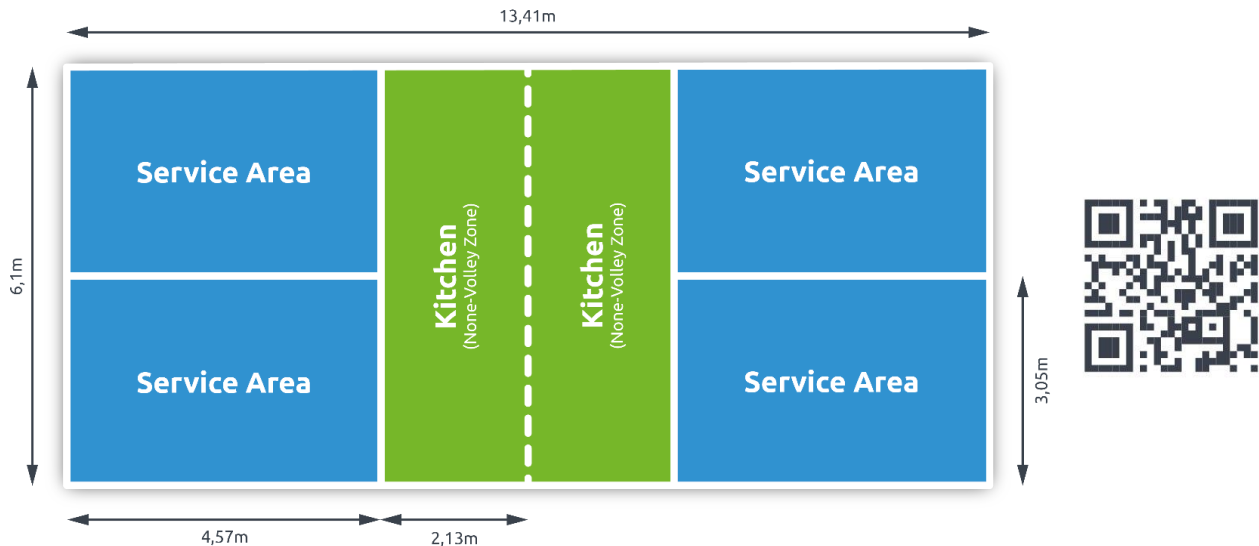 13,41m
Service Area
Service Area
6,1m
Kitchen
(None-Volley Zone)
Kitchen
(None-Volley Zone)
Service Area
Service Area
3,05m
4,57m
2,13m